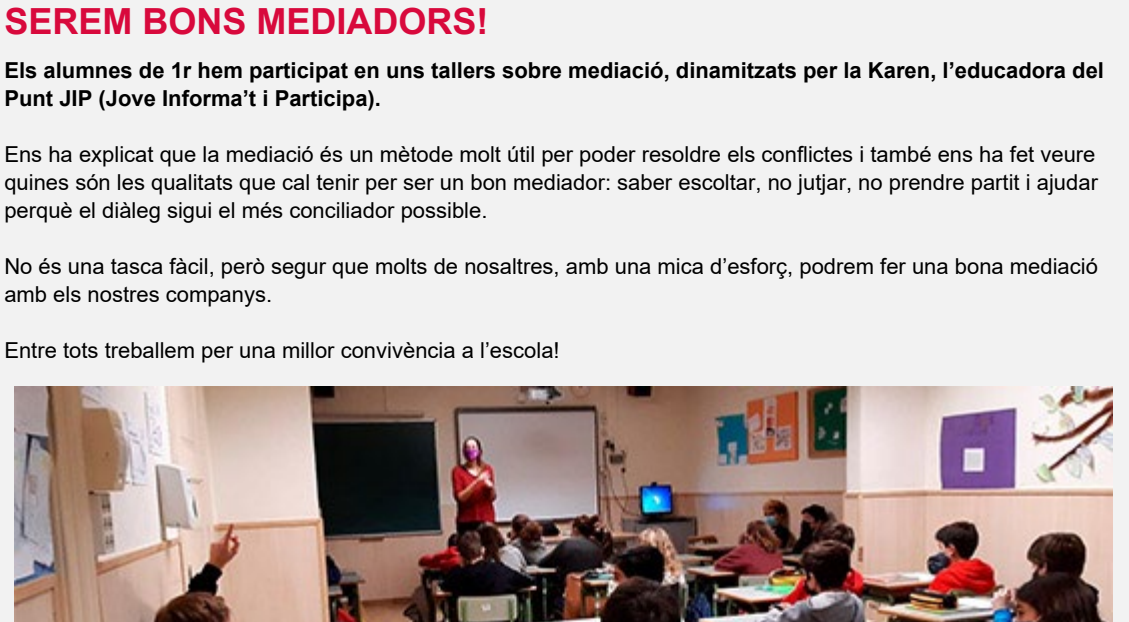 SEREM BONS MEDIADORS!
Els alumnes de 1r hem participat en uns tallers sobre mediació, dinamitzats per la Karen, l’educadora del
Punt JIP (Jove Informa’t i Participa).
Ens ha explicat que la mediació és un mètode molt útil per poder resoldre els conflictes i també ens ha fet veure
quines són les qualitats que cal tenir per ser un bon mediador: saber escoltar, no jutjar, no prendre partit i ajudar
perquè el diàleg sigui el més conciliador possible.
No és una tasca fàcil, però segur que molts de nosaltres, amb una mica d’esforç, podrem fer una bona mediació
amb els nostres companys.
Entre tots treballem per una millor convivència a l’escola!